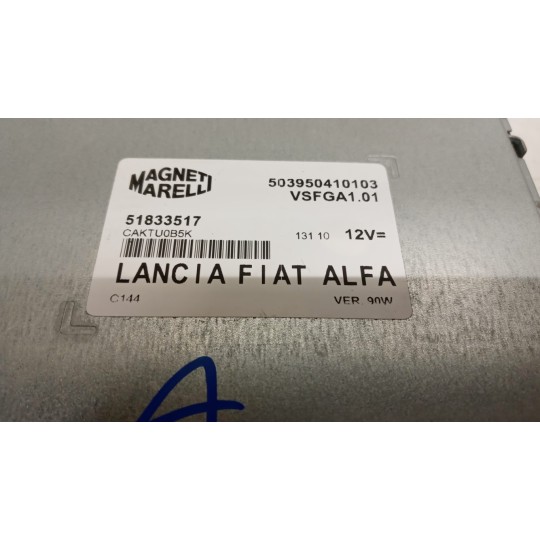 MAGNETI
MARELLI
503950410103
VSFGA1.01
51833517
CAKTU0B5K
131 10 12V=
LANCIA FIAT ALFA
C144 VER 90W
A